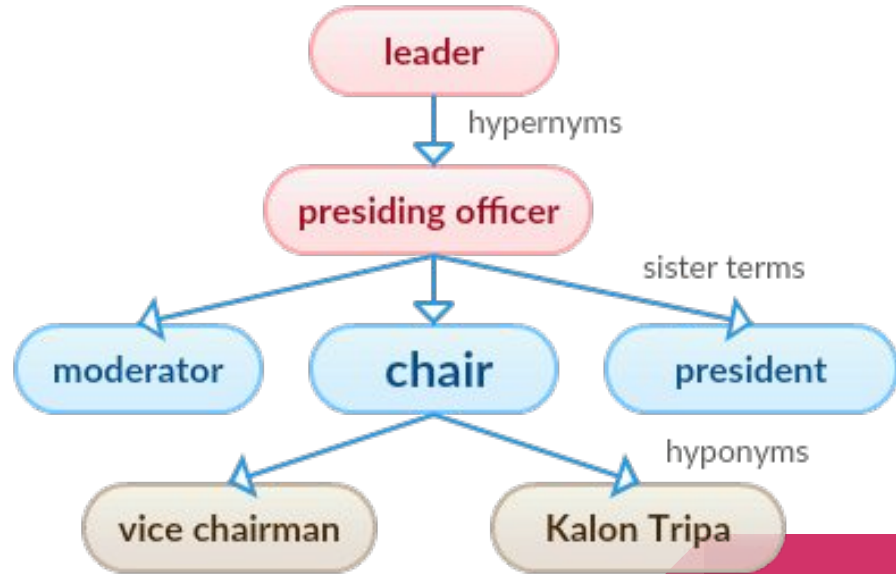 leader
hypernyms
presiding officer
sister terms
moderator
chair
president
hyponyms
vice chairman
Kalon Tripa